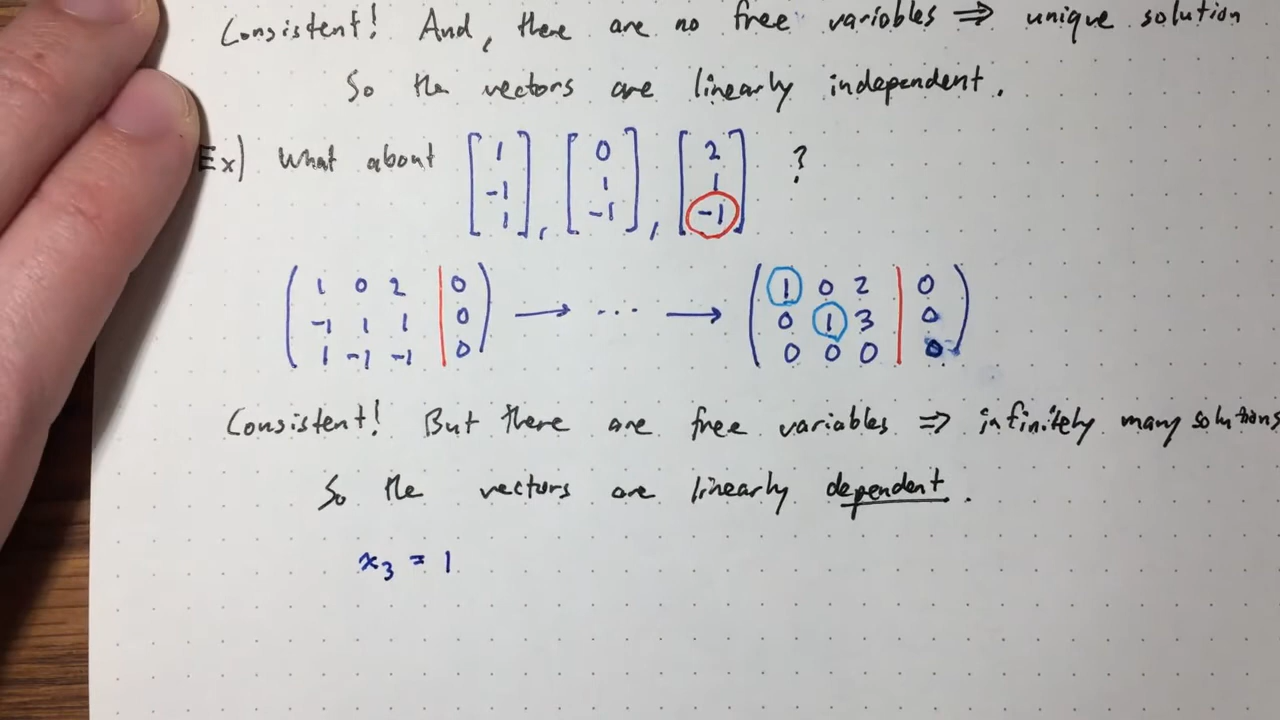 Consistent! And, there are no free variables ⇒ unique solution
So the vectors are linearly independent.
Ex) What about [1 -1 1], [0 1 -1], [2 1 -1] ?
( 1 0 2 | 0 ) → ... → ( 1 0 2 | 0 )
( -1 1 1 | 0 ) ( 0 1 3 | 0 )
( 1 -1 -1 | 0 ) ( 0 0 0 | 0 )
Consistent! But there are free variables ⇒ infinitely many solutions
So the vectors are linearly dependent.
x₃ = 1